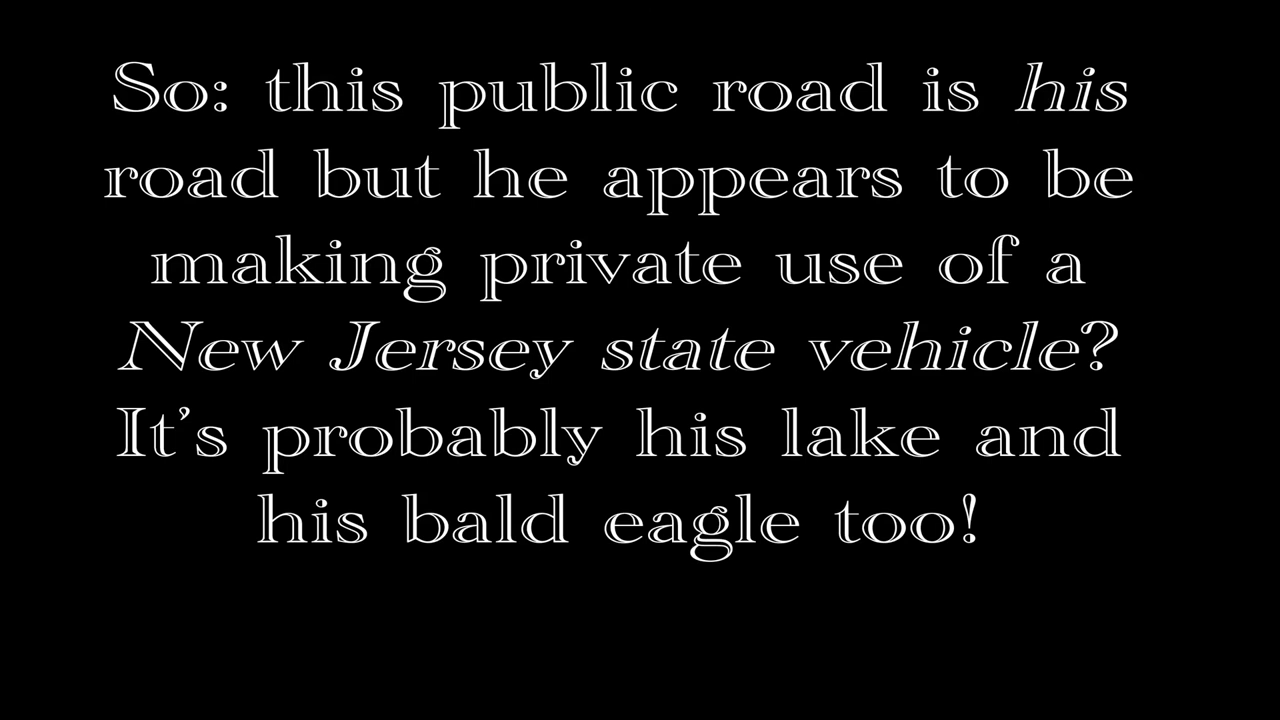 So: this public road is his
road but he appears to be
making private use of a
New Jersey state vehicle?
It's probably his lake and
his bald eagle too!